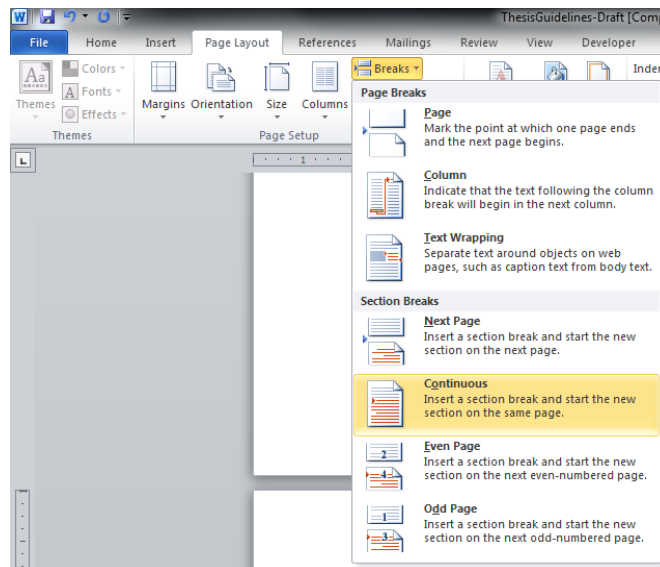 ThesisGuidelines-Draft [Com
File Home Insert Page Layout References Mailings Review View Developer
Colors Breaks Inden
Aa Fonts
Themes Effects Margins Orientation Size Columns
Themes Page Setup
Page Breaks
Page
Mark the point at which one page ends
and the next page begins.
Column
Indicate that the text following the column
break will begin in the next column.
Text Wrapping
Separate text around objects on web
pages, such as caption text from body text.
Section Breaks
Next Page
Insert a section break and start the new
section on the next page.
Continuous
Insert a section break and start the new
section on the same page.
Even Page
Insert a section break and start the new
section on the next even-numbered page.
Odd Page
Insert a section break and start the new
section on the next odd-numbered page.
1
2
4
1
3